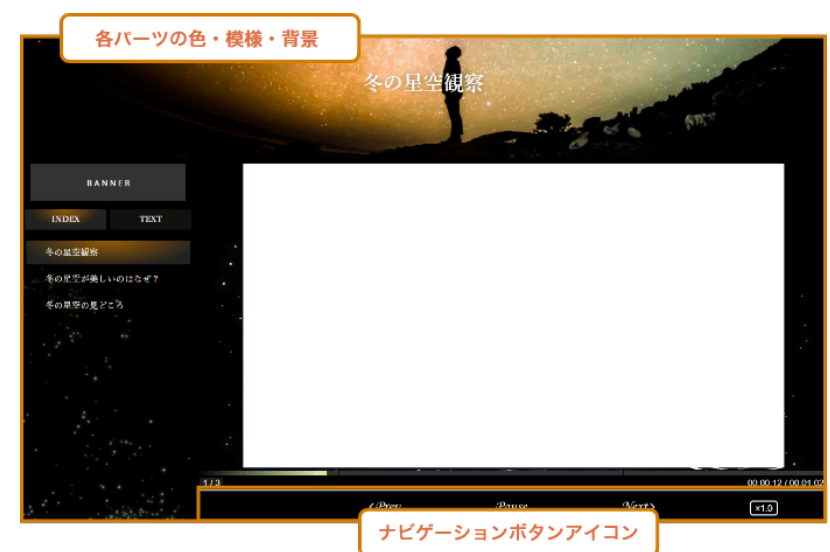 各パーツの色・模様・背景
冬の星空観察
BANNER
INDEX TEXT
冬の星空観察
冬の星空が美しいのはなぜ？
冬の星空の見どころ
1 / 3 00:00:12 / 00:01:02
‹Prev Pause Next› ×1.0
ナビゲーションボタンアイコン